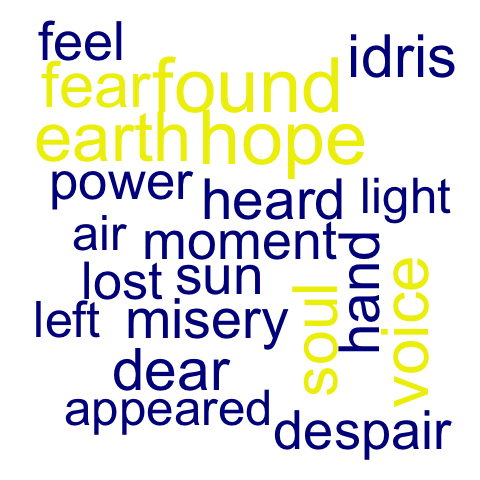 feel
idris
fear found
earth hope
power heard light
air moment
lost sun
left misery
soul
hand
voice
dear
appeared
despair